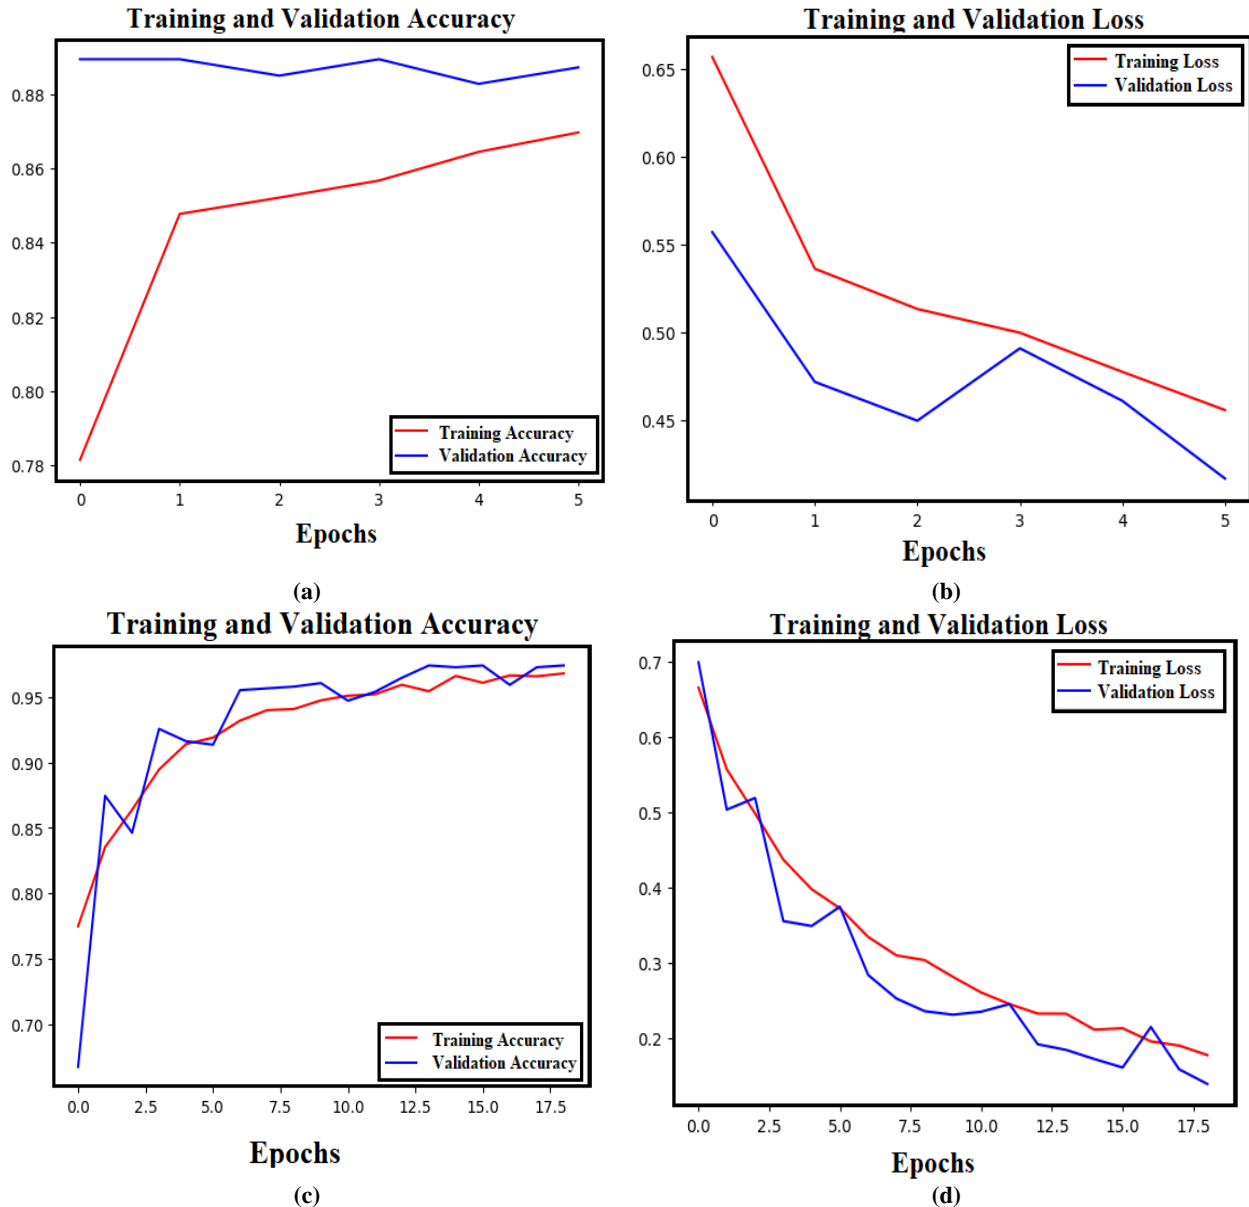 Training and Validation Accuracy
0.88
0.86
0.84
0.82
0.80
0.78
Training Accuracy
Validation Accuracy
0 1 2 3 4 5
Epochs
(a)
Training and Validation Loss
0.65
0.60
0.55
0.50
0.45
Training Loss
Validation Loss
0 1 2 3 4 5
Epochs
(b)
Training and Validation Accuracy
0.95
0.90
0.85
0.80
0.75
0.70
Training Accuracy
Validation Accuracy
0.0 2.5 5.0 7.5 10.0 12.5 15.0 17.5
Epochs
(c)
Training and Validation Loss
0.7
0.6
0.5
0.4
0.3
0.2
Training Loss
Validation Loss
0.0 2.5 5.0 7.5 10.0 12.5 15.0 17.5
Epochs
(d)